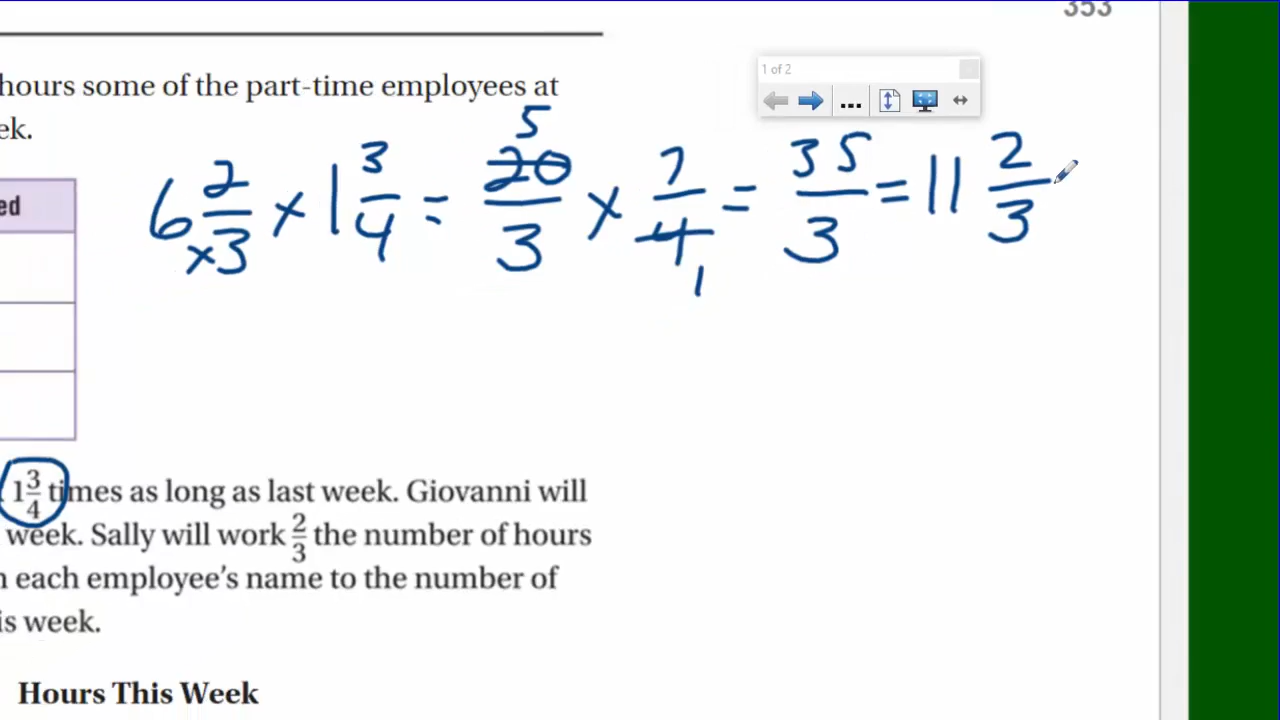 353
hours some of the part-time employees at
ek.
1 of 2
...
5
6 2/3 × 1 3/4 = 20/3 × 7/4 = 35/3 = 11 2/3
×
1
ed
1 3/4 times as long as last week. Giovanni will
week. Sally will work 2/3 the number of hours
n each employee's name to the number of
is week.
Hours This Week